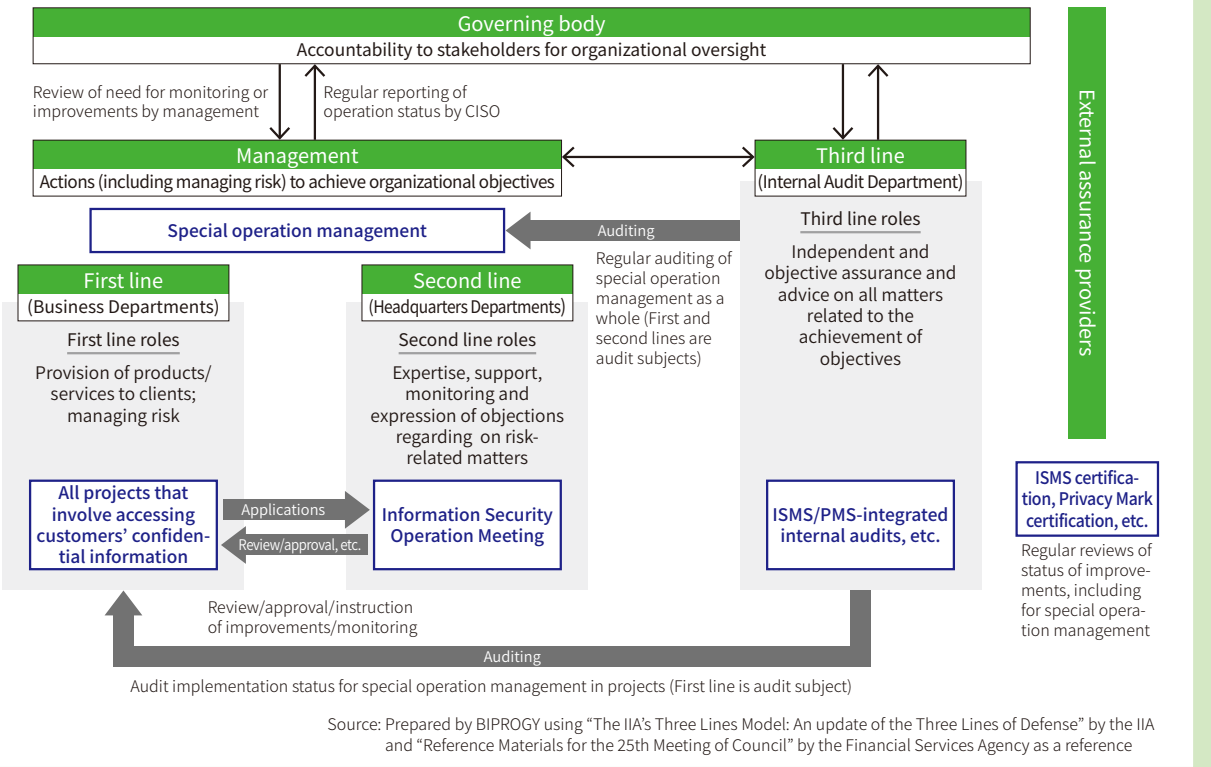 Governing body
Accountability to stakeholders for organizational oversight
Review of need for monitoring or
improvements by management
Regular reporting of
operation status by CISO
Management
Actions (including managing risk) to achieve organizational objectives
Third line
(Internal Audit Department)
External assurance providers
Special operation management
Auditing
Regular auditing of
special operation
management as a
whole (First and
second lines are
audit subjects)
Third line roles
Independent and
objective assurance and
advice on all matters
related to the
achievement of
objectives
First line
(Business Departments)
First line roles
Provision of products/
services to clients;
managing risk
Second line
(Headquarters Departments)
Second line roles
Expertise, support,
monitoring and
expression of objections
regarding on risk-
related matters
All projects that
involve accessing
customers’ confiden-
tial information
Applications
Review/approval, etc.
Information Security
Operation Meeting
ISMS/PMS-integrated
internal audits, etc.
ISMS certifica-
tion, Privacy Mark
certification, etc.
Regular reviews of
status of improve-
ments, including
for special opera-
tion management
Review/approval/instruction
of improvements/monitoring
Auditing
Audit implementation status for special operation management in projects (First line is audit subject)
Source: Prepared by BIPROGY using “The IIA’s Three Lines Model: An update of the Three Lines of Defense” by the IIA
and “Reference Materials for the 25th Meeting of Council” by the Financial Services Agency as a reference